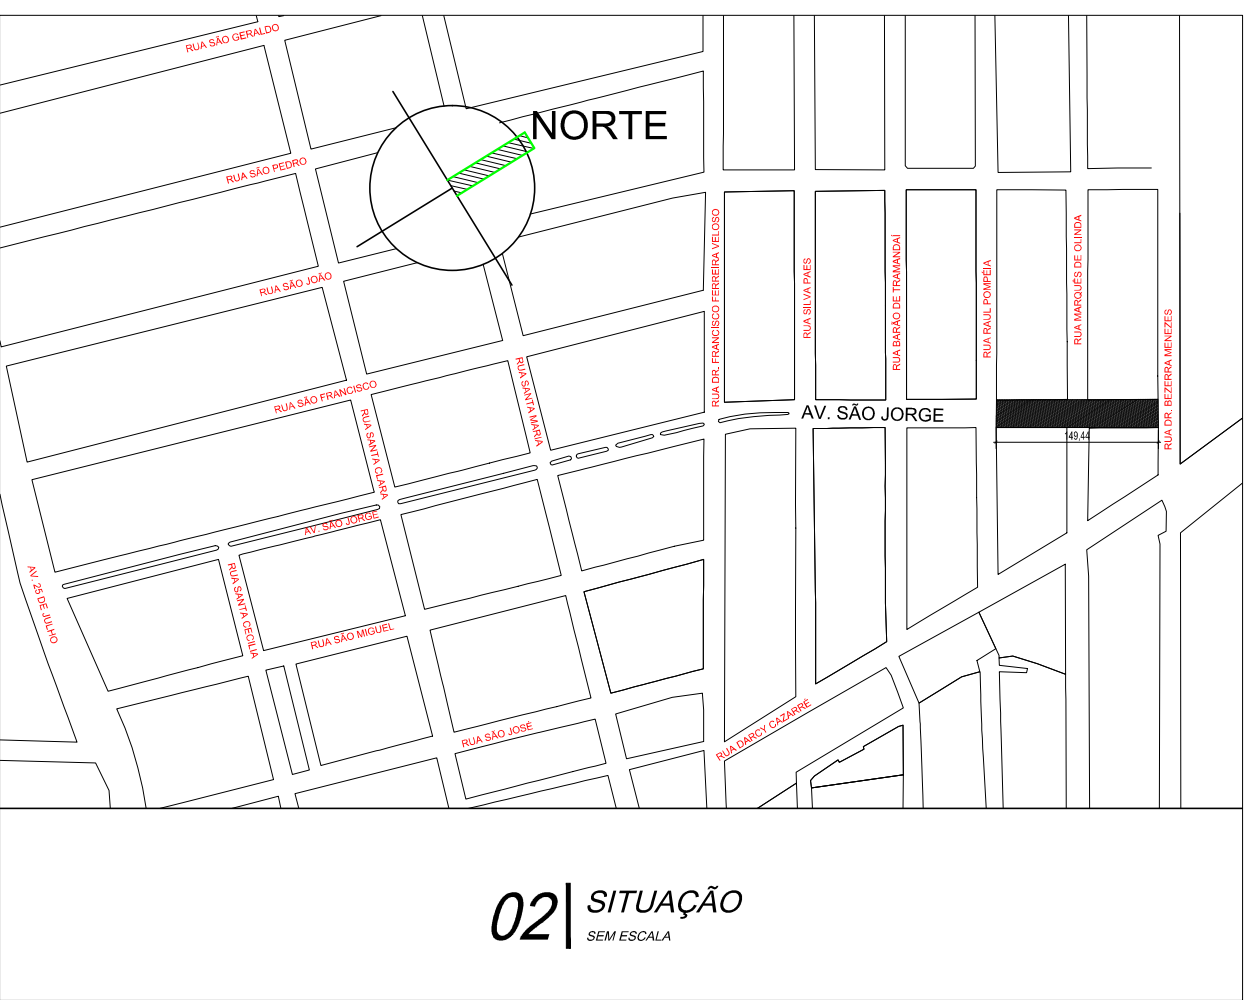 RUA SÃO GERALDO
NORTE
RUA SÃO PEDRO
RUA SÃO JOÃO
RUA DR. FRANCISCO FERREIRA VELOSO
RUA SILVA PAES
RUA BARÃO DE TRAMANDAÍ
RUA RAUL POMPÉIA
RUA MARQUÊS DE OLINDA
RUA DR. BEZERRA MENEZES
RUA SÃO FRANCISCO
RUA SANTA MARIA
RUA SANTA CLARA
AV. SÃO JORGE
149,44
AV. SÃO JORGE
AV. 25 DE JULHO
RUA SANTA CECILIA
RUA SÃO MIGUEL
RUA SÃO JOSÉ
RUA DARCY CAZARRÉ
02
SITUAÇÃO
SEM ESCALA